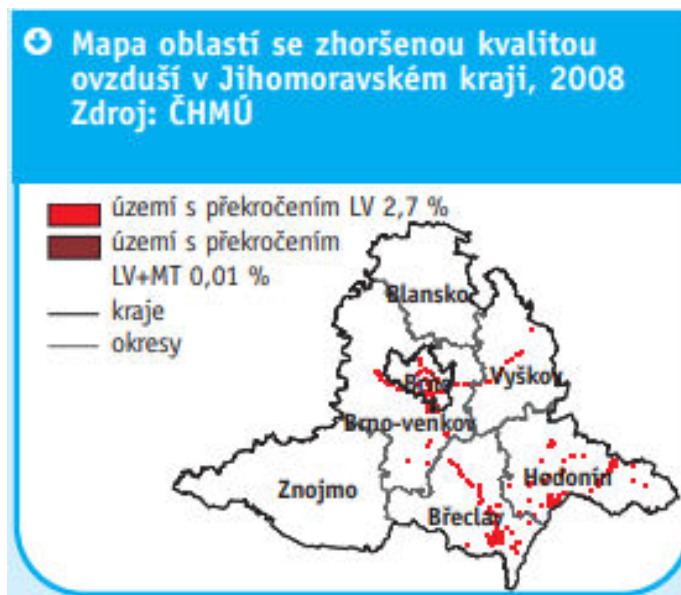 Mapa oblastí se zhoršenou kvalitou
ovzduší v Jihomoravském kraji, 2008
Zdroj: ČHMÚ
území s překročením LV 2,7 %
území s překročením
LV+MT 0,01 %
kraje
okresy
Blansko
Brno
Vyškov
Brno-venkov
Hodonín
Znojmo
Břeclav